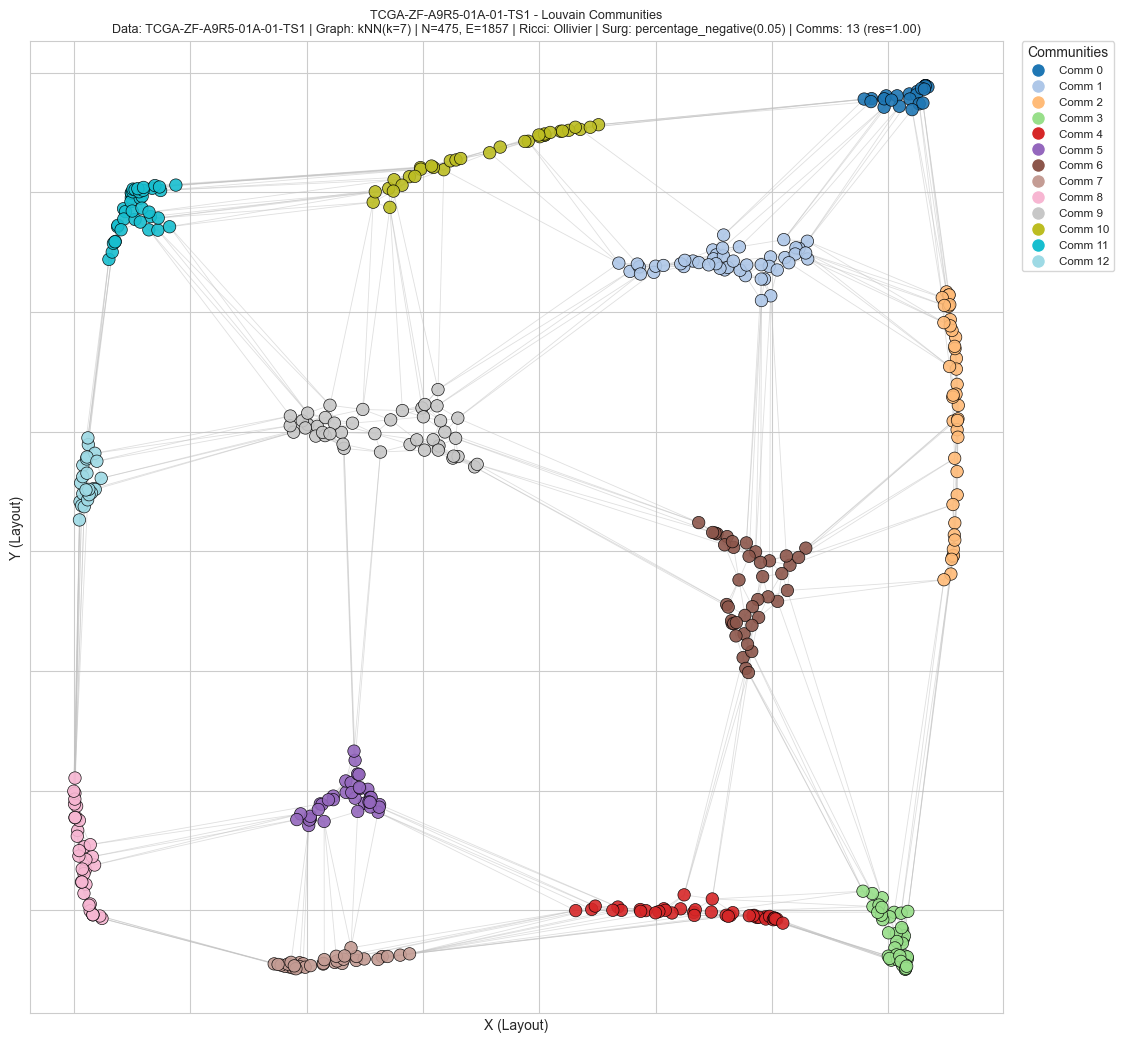 TCGA-ZF-A9R5-01A-01-TS1 - Louvain Communities
Data: TCGA-ZF-A9R5-01A-01-TS1 | Graph: kNN(k=7) | N=475, E=1857 | Ricci: Ollivier | Surg: percentage_negative(0.05) | Comms: 13 (res=1.00)
Communities
Comm 0
Comm 1
Comm 2
Comm 3
Comm 4
Comm 5
Comm 6
Comm 7
Comm 8
Comm 9
Comm 10
Comm 11
Comm 12
Y (Layout)
X (Layout)